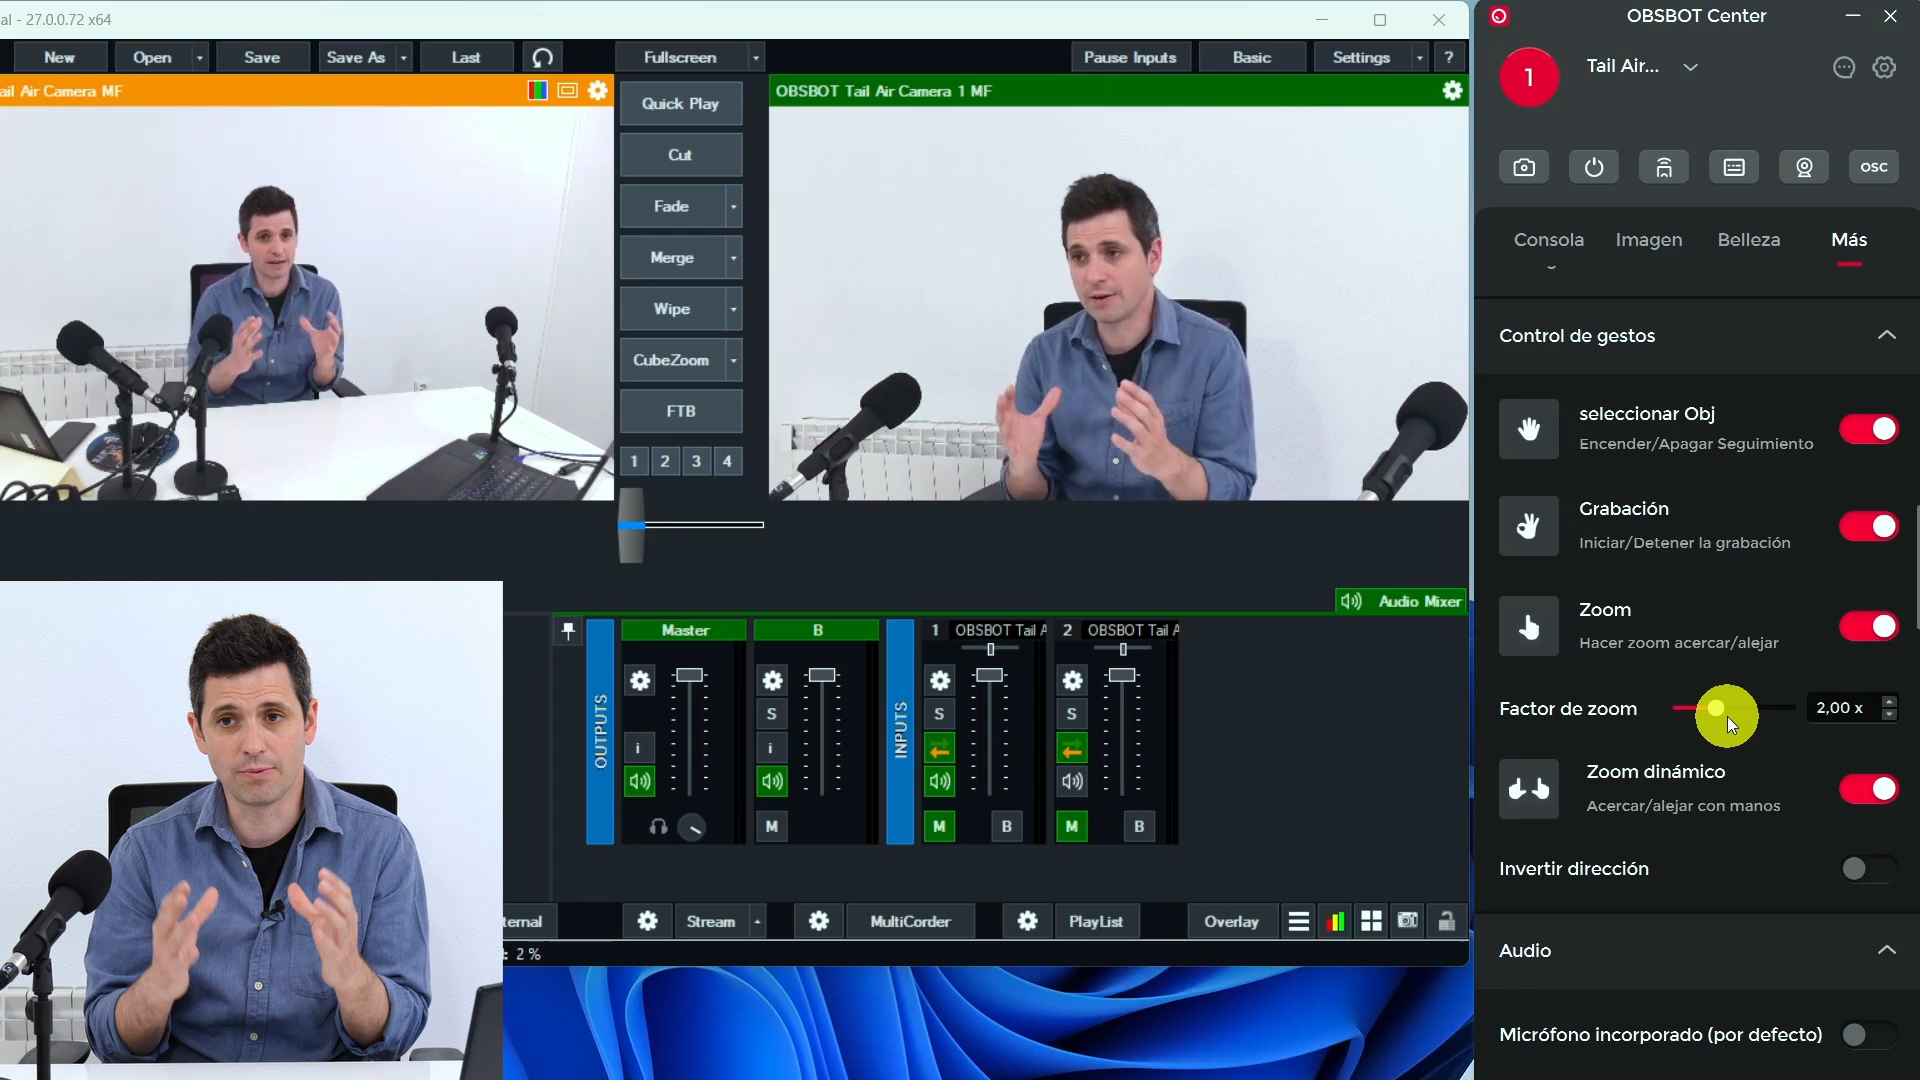 al - 27.0.0.72 x64
New
Open
Save
Save As
Last
Fullscreen
Pause Inputs
Basic
Settings
?
ail Air Camera MF
OBSBOT Tail Air Camera 1 MF
Quick Play
Cut
Fade
Merge
Wipe
CubeZoom
FTB
1 2 3 4
Audio Mixer
OUTPUTS
Master
B
INPUTS
1 OBSBOT Tail A
2 OBSBOT Tail A
S
S
S
i
i
M
M
B
M
B
ternal
Stream
MultiCorder
PlayList
Overlay
: 2 %
OBSBOT Center
1
Tail Air...
OSC
Consola
Imagen
Belleza
Más
Control de gestos
seleccionar Obj
Encender/Apagar Seguimiento
Grabación
Iniciar/Detener la grabación
Zoom
Hacer zoom acercar/alejar
Factor de zoom
2,00 x
Zoom dinámico
Acercar/alejar con manos
Invertir dirección
Audio
Micrófono incorporado (por defecto)